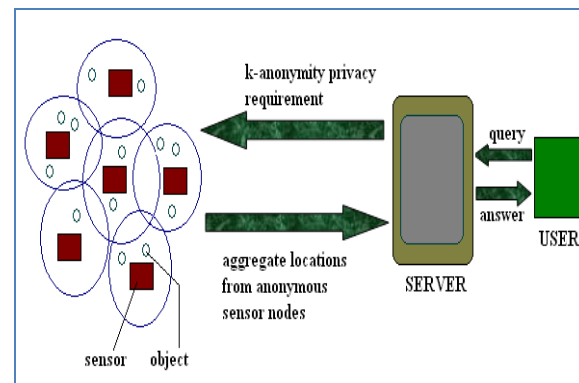 k-anonymity privacy
requirement
query
answer
USER
SERVER
aggregate locations
from anonymous
sensor nodes
sensor
object